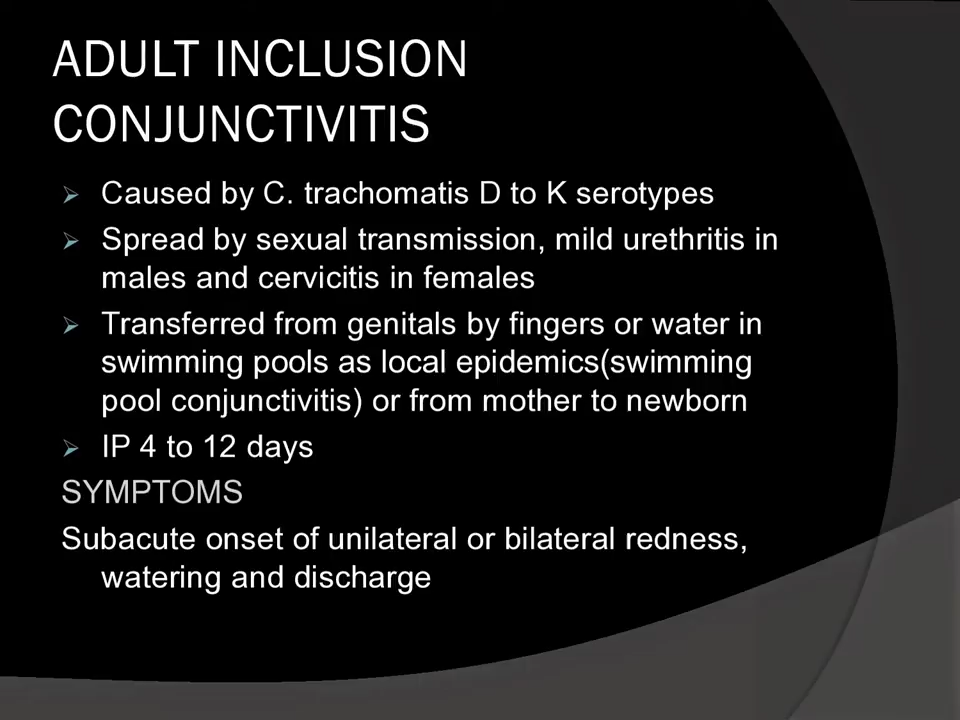 ADULT INCLUSION
CONJUNCTIVITIS
Caused by C. trachomatis D to K serotypes
Spread by sexual transmission, mild urethritis in
males and cervicitis in females
Transferred from genitals by fingers or water in
swimming pools as local epidemics(swimming
pool conjunctivitis) or from mother to newborn
IP 4 to 12 days
SYMPTOMS
Subacute onset of unilateral or bilateral redness,
watering and discharge